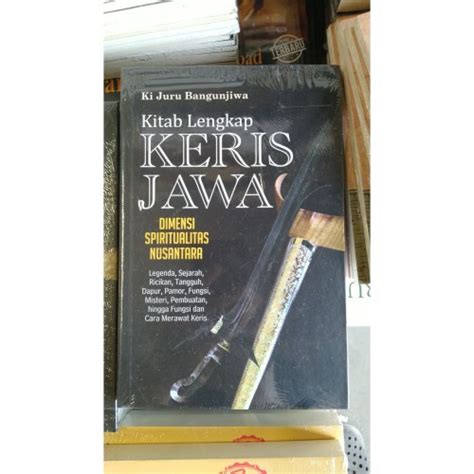 TERBARU
Ki Juru Bangunjiwa
Kitab Lengkap
KERIS
JAWA
DIMENSI
SPIRITUALITAS
NUSANTARA
Legenda, Sejarah,
Ricikan, Tangguh,
Dapur, Pamor, Fungsi,
Misteri, Pembuatan,
hingga Fungsi dan
Cara Merawat Keris